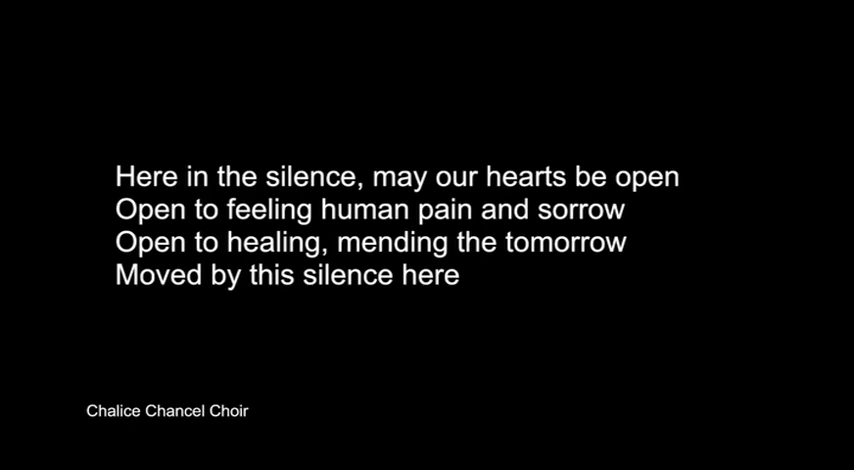 Here in the silence, may our hearts be open
Open to feeling human pain and sorrow
Open to healing, mending the tomorrow
Moved by this silence here
Chalice Chancel Choir